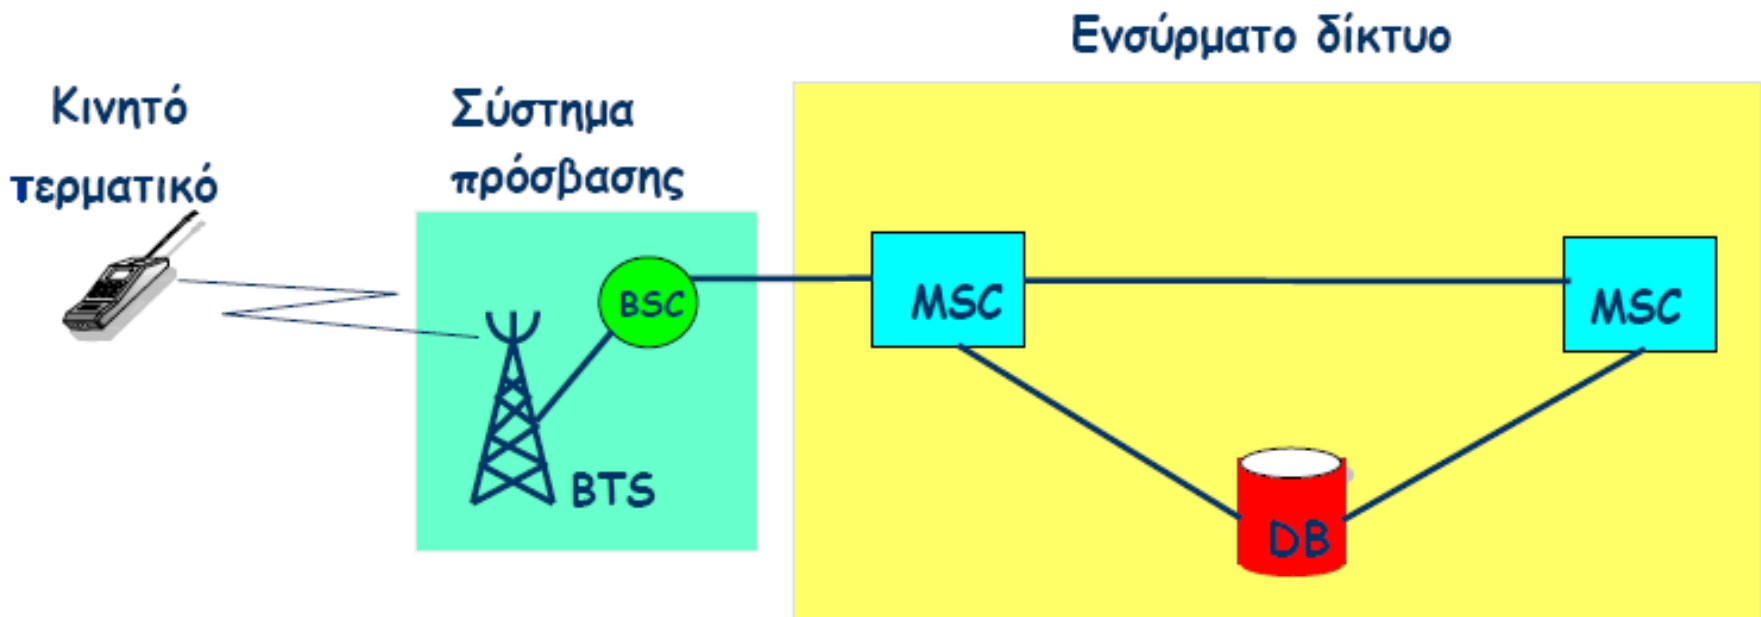 Ενσύρματο δίκτυο
Κινητό
τερματικό
Σύστημα
πρόσβασης
BSC
BTS
MSC
MSC
DB